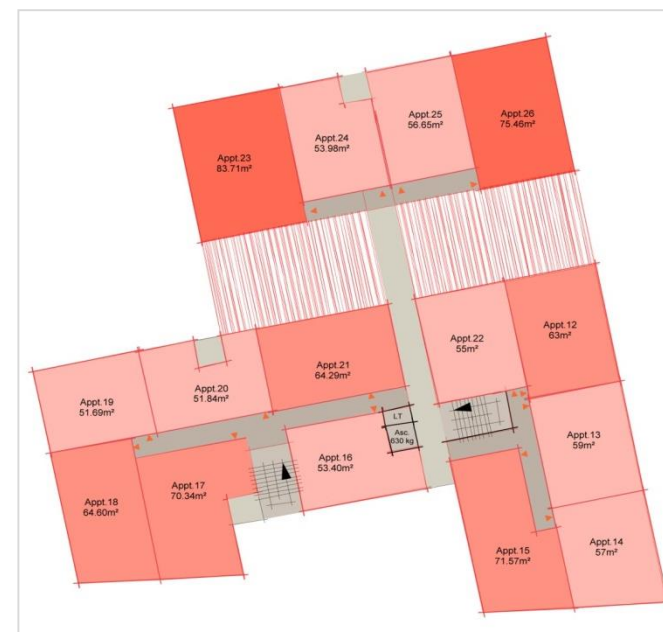 Appt.26
75.46m²
Appt.25
56.65m²
Appt.24
53.98m²
Appt.23
83.71m²
Appt.12
63m²
Appt.22
55m²
Appt.21
64.29m²
Appt.20
51.84m²
Appt.19
51.69m²
LT
Asc.
630 kg
Appt.13
59m²
Appt.16
53.40m²
Appt.17
70.34m²
Appt.18
64.60m²
Appt.14
57m²
Appt.15
71.57m²